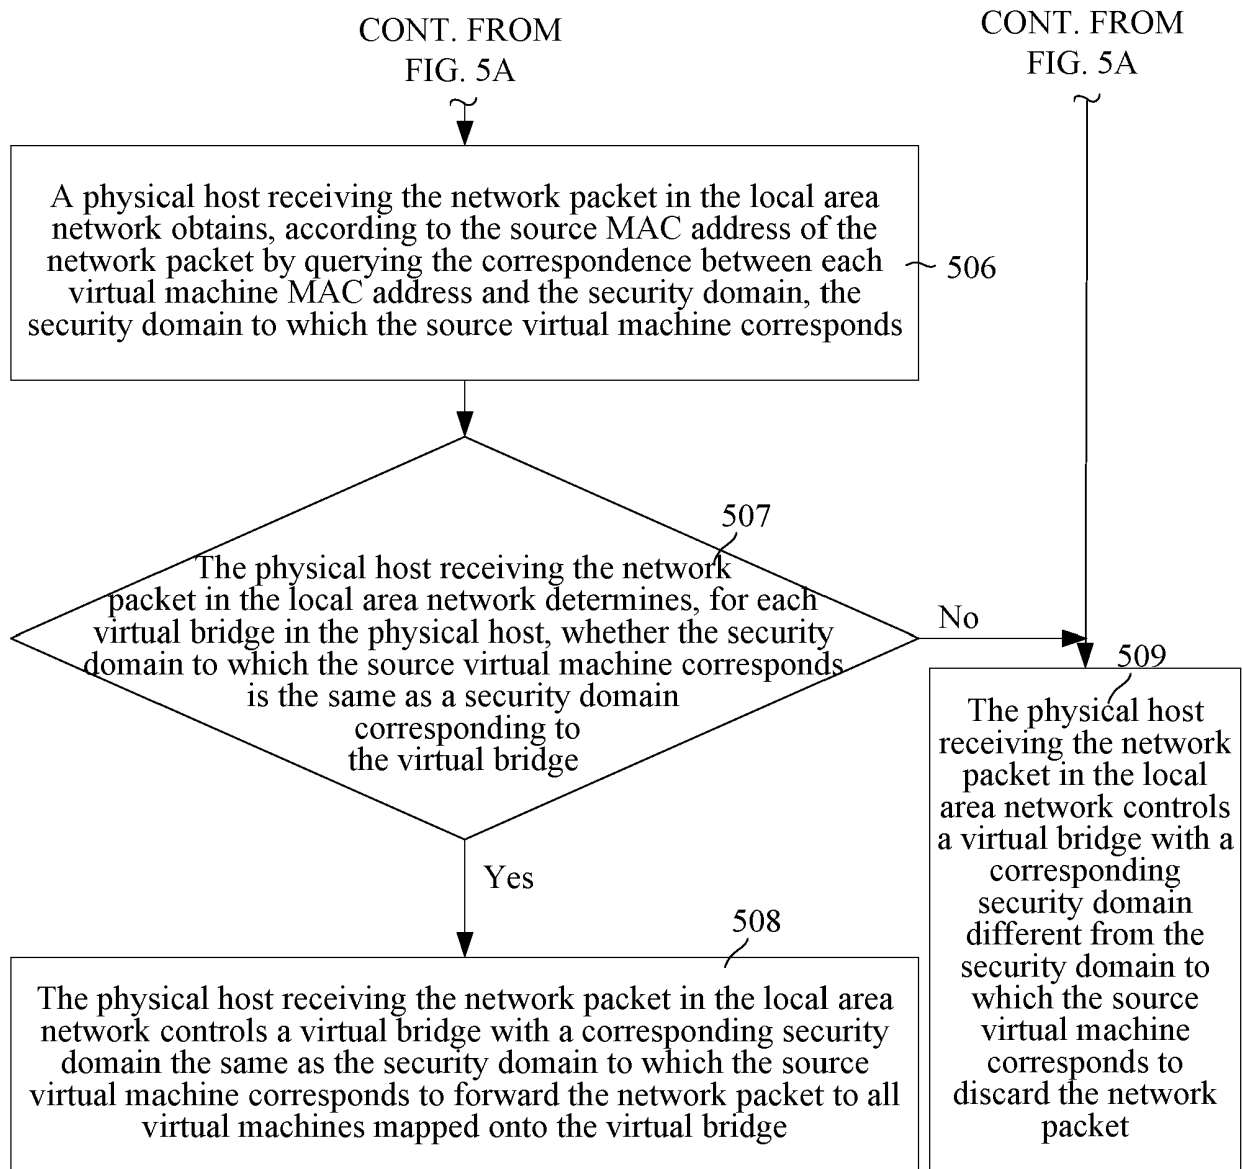 CONT. FROM
FIG. 5A
CONT. FROM
FIG. 5A
A physical host receiving the network packet in the local area
network obtains, according to the source MAC address of the
network packet by querying the correspondence between each
virtual machine MAC address and the security domain, the
security domain to which the source virtual machine corresponds
506
507
The physical host receiving the network
packet in the local area network determines, for each
virtual bridge in the physical host, whether the security
domain to which the source virtual machine corresponds
is the same as a security domain
corresponding to
the virtual bridge
No
Yes
508
The physical host receiving the network packet in the local area
network controls a virtual bridge with a corresponding security
domain the same as the security domain to which the source
virtual machine corresponds to forward the network packet to all
virtual machines mapped onto the virtual bridge
509
The physical host
receiving the network
packet in the local
area network controls
a virtual bridge with a
corresponding
security domain
different from the
security domain to
which the source
virtual machine
corresponds to
discard the network
packet